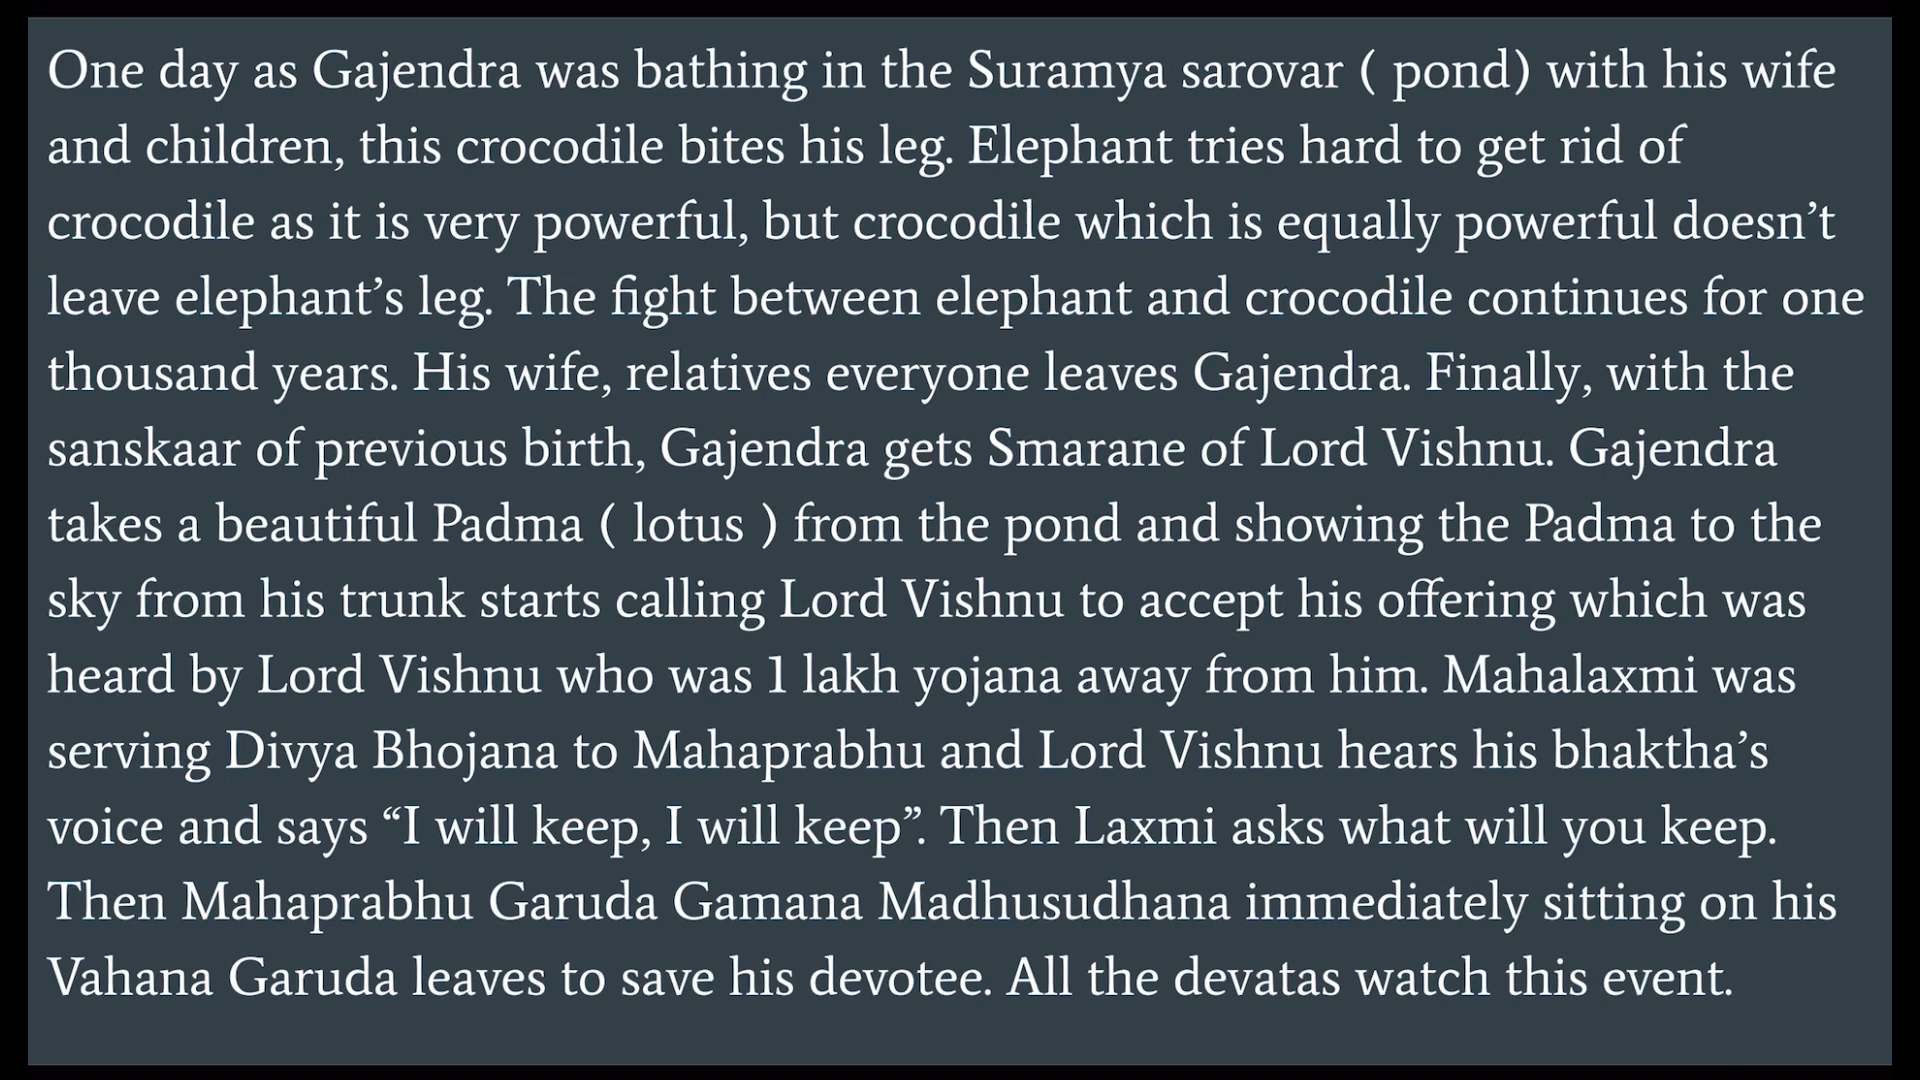 One day as Gajendra was bathing in the Suramya sarovar ( pond) with his wife
and children, this crocodile bites his leg. Elephant tries hard to get rid of
crocodile as it is very powerful, but crocodile which is equally powerful doesn’t
leave elephant’s leg. The fight between elephant and crocodile continues for one
thousand years. His wife, relatives everyone leaves Gajendra. Finally, with the
sanskaar of previous birth, Gajendra gets Smarane of Lord Vishnu. Gajendra
takes a beautiful Padma ( lotus ) from the pond and showing the Padma to the
sky from his trunk starts calling Lord Vishnu to accept his offering which was
heard by Lord Vishnu who was 1 lakh yojana away from him. Mahalaxmi was
serving Divya Bhojana to Mahaprabhu and Lord Vishnu hears his bhaktha’s
voice and says “I will keep, I will keep”. Then Laxmi asks what will you keep.
Then Mahaprabhu Garuda Gamana Madhusudhana immediately sitting on his
Vahana Garuda leaves to save his devotee. All the devatas watch this event.